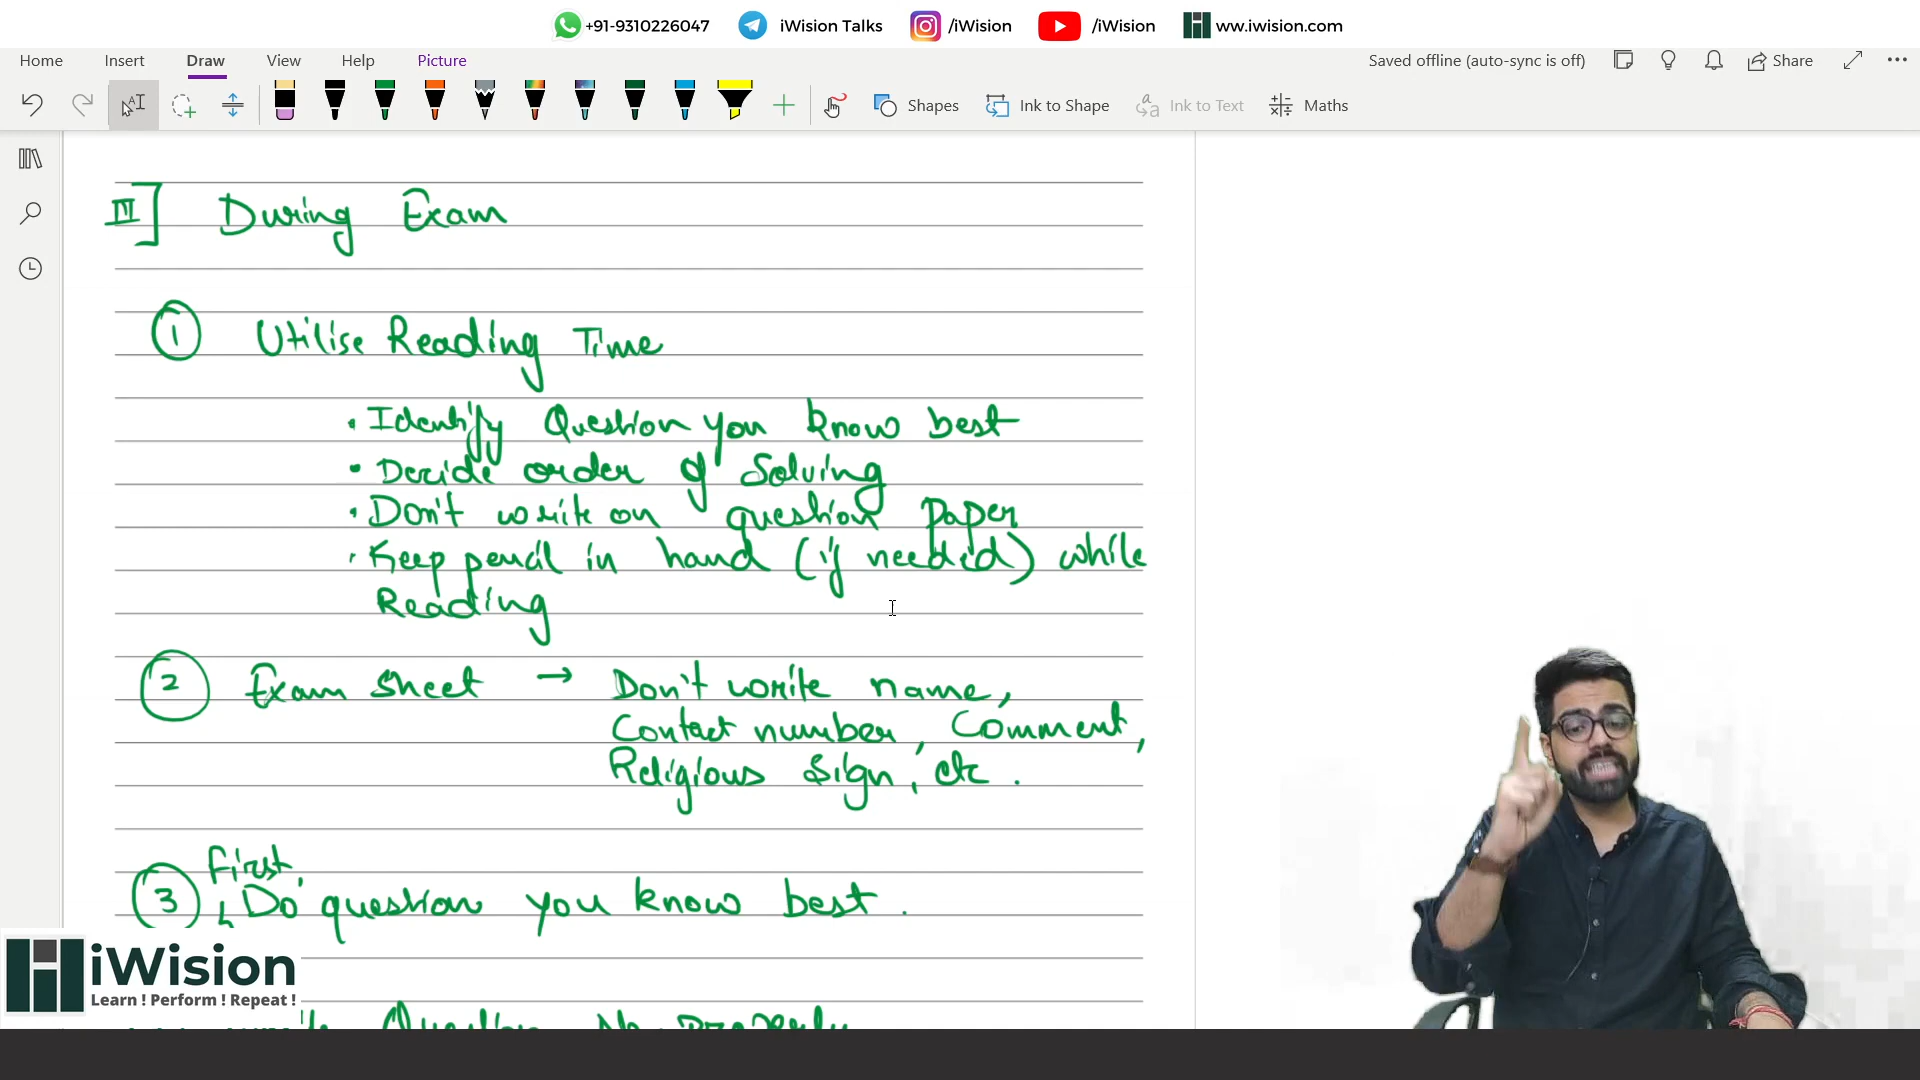 +91-9310226047 iWision Talks /iWision /iWision ww.iwision.com
Home Insert Draw View Help Picture Saved offline (auto-sync is off) Share
Shapes Ink to Shape Ink to Text Maths
III] During Exam
1 Utilise Reading Time
• Identify Question you know best
• Decide order of Solving
• Don't write on question paper
• Keep pencil in hand (if needed) while
Reading
2 Exam Sheet → Don't write name,
Contact number, Comment,
Religious Sign, etc.
First,
3 ↳ Do question you know best.
iWision
Learn ! Perform ! Repeat !
Question No. properly